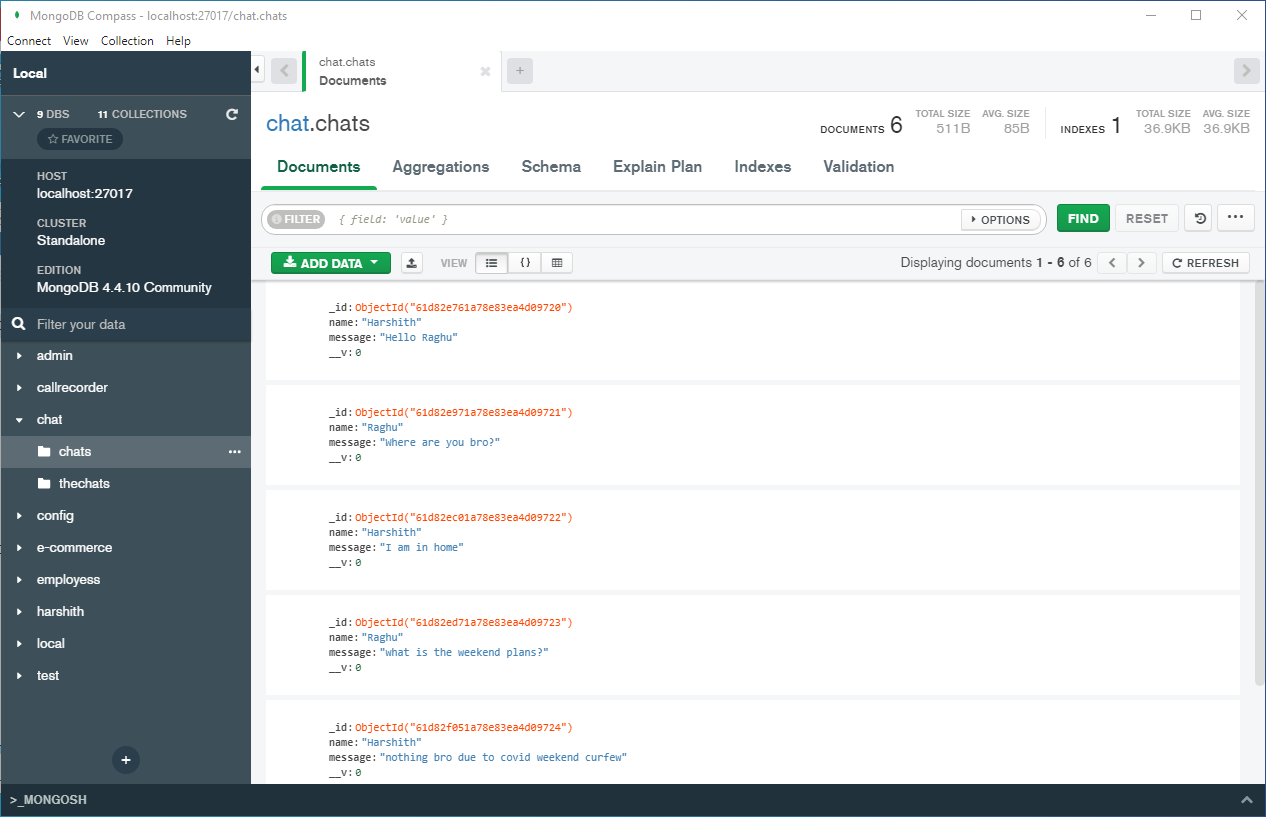 MongoDB Compass - localhost:27017/chat.chats
Connect View Collection Help
Local
9 DBS 11 COLLECTIONS
FAVORITE
HOST
localhost:27017
CLUSTER
Standalone
EDITION
MongoDB 4.4.10 Community
Filter your data
admin
callrecorder
chat
chats
thechats
config
e-commerce
employess
harshith
local
test
chat.chats
Documents
chat.chats
DOCUMENTS 6 TOTAL SIZE 511B AVG. SIZE 85B INDEXES 1 TOTAL SIZE 36.9KB AVG. SIZE 36.9KB
Documents Aggregations Schema Explain Plan Indexes Validation
FILTER { field: 'value' } OPTIONS FIND RESET
ADD DATA VIEW {} Displaying documents 1 - 6 of 6 REFRESH
_id:ObjectId("61d82e761a78e83ea4d09720")
name:"Harshith"
message:"Hello Raghu"
__v:0
_id:ObjectId("61d82e971a78e83ea4d09721")
name:"Raghu"
message:"Where are you bro?"
__v:0
_id:ObjectId("61d82ec01a78e83ea4d09722")
name:"Harshith"
message:"I am in home"
__v:0
_id:ObjectId("61d82ed71a78e83ea4d09723")
name:"Raghu"
message:"what is the weekend plans?"
__v:0
_id:ObjectId("61d82f051a78e83ea4d09724")
name:"Harshith"
message:"nothing bro due to covid weekend curfew"
__v:0
>_MONGOSH